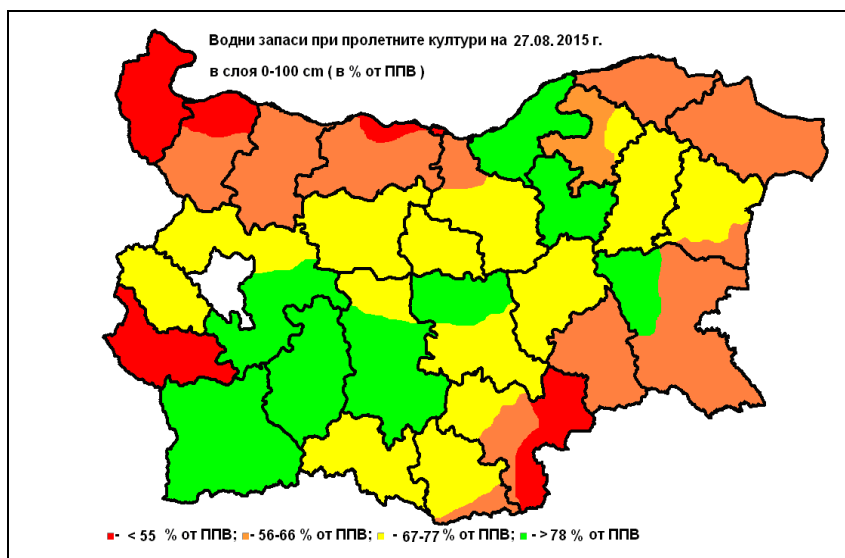 Водни запаси при пролетните култури на 27.08. 2015 г.
в слоя 0-100 cm ( в % от ППВ )
- < 55 % от ППВ; - 56-66 % от ППВ; - 67-77 % от ППВ; - > 78 % от ППВ